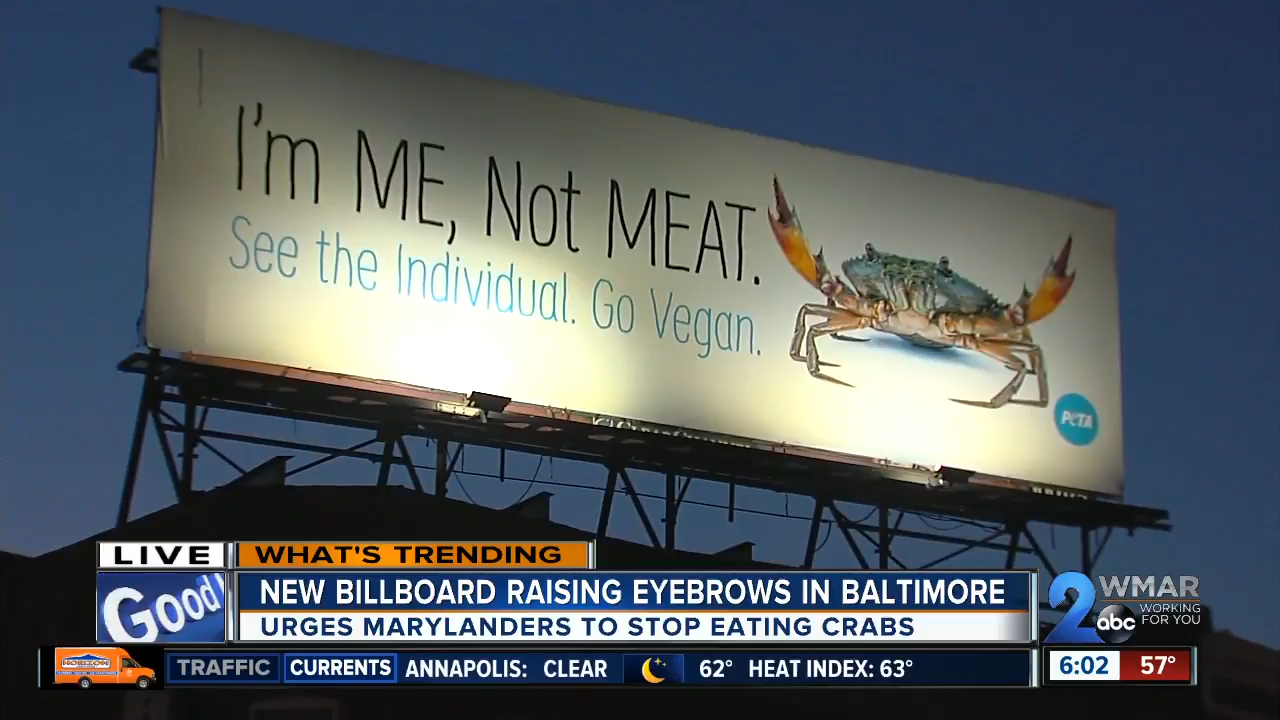 I'm ME, Not MEAT.
See the Individual. Go Vegan.
PETA
LIVE
WHAT'S TRENDING
Good
NEW BILLBOARD RAISING EYEBROWS IN BALTIMORE
URGES MARYLANDERS TO STOP EATING CRABS
2 WMAR
abc
WORKING
FOR YOU
HORIZON
TRAFFIC
CURRENTS
ANNAPOLIS: CLEAR 62° HEAT INDEX: 63°
6:02 57°